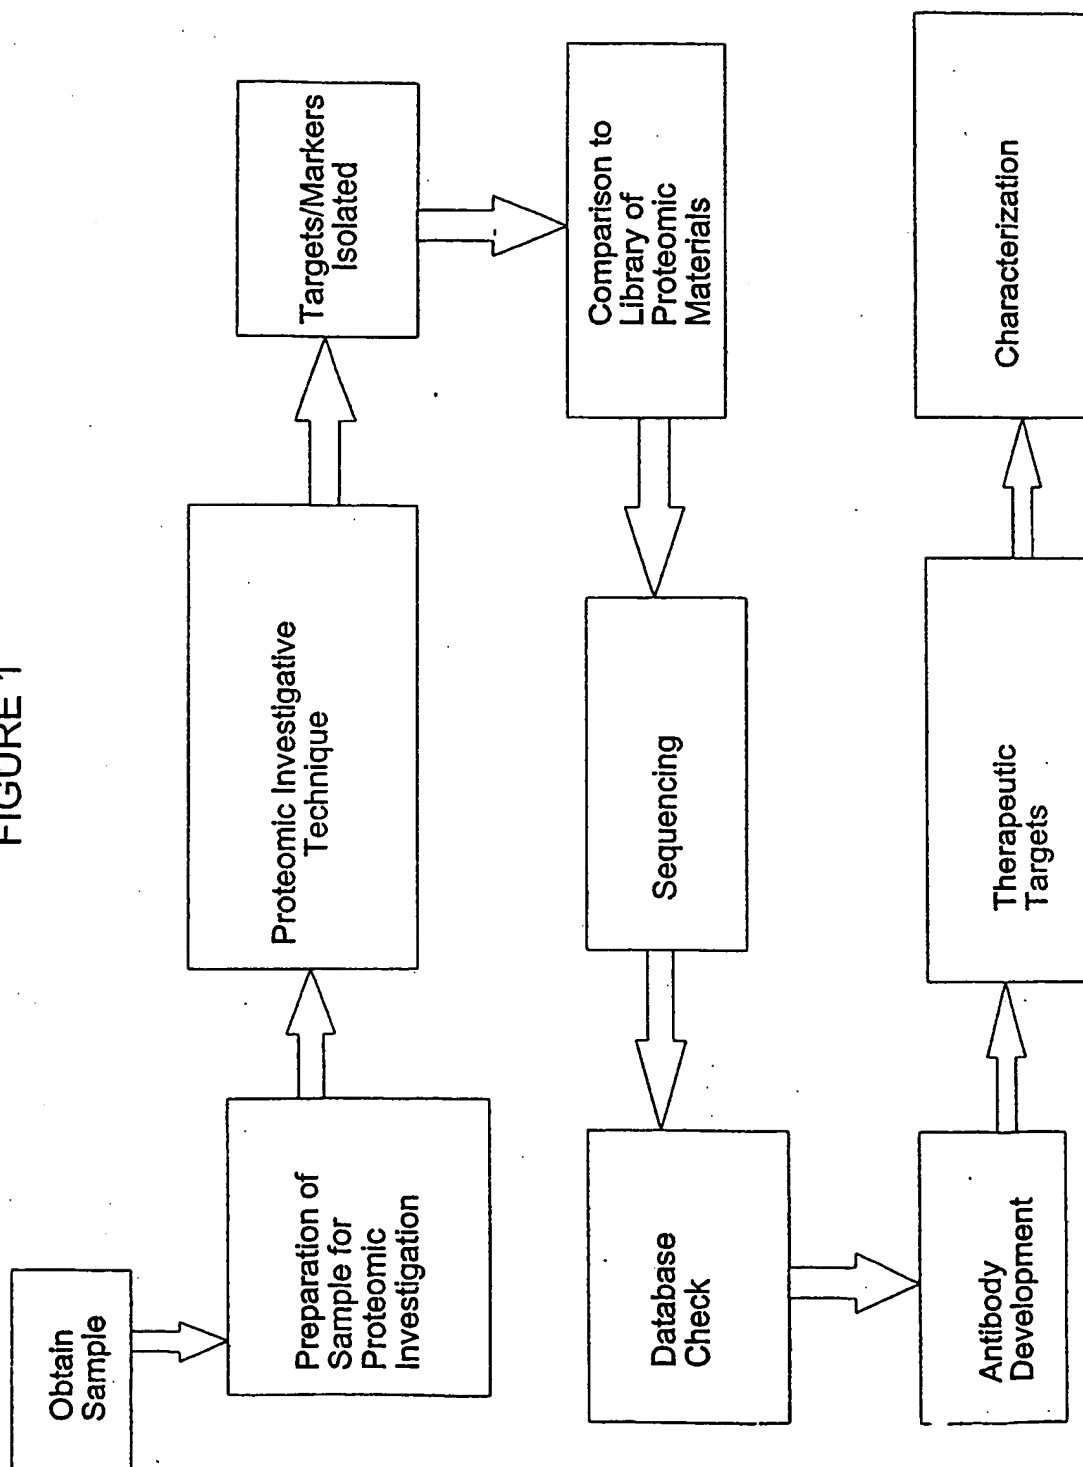 FIGURE 1
Obtain
Sample
Preparation of
Sample for
Proteomic
Investigation
Proteomic Investigative
Technique
Targets/Markers
Isolated
Comparison to
Library of
Proteomic
Materials
Sequencing
Database
Check
Antibody
Development
Therapeutic
Targets
Characterization